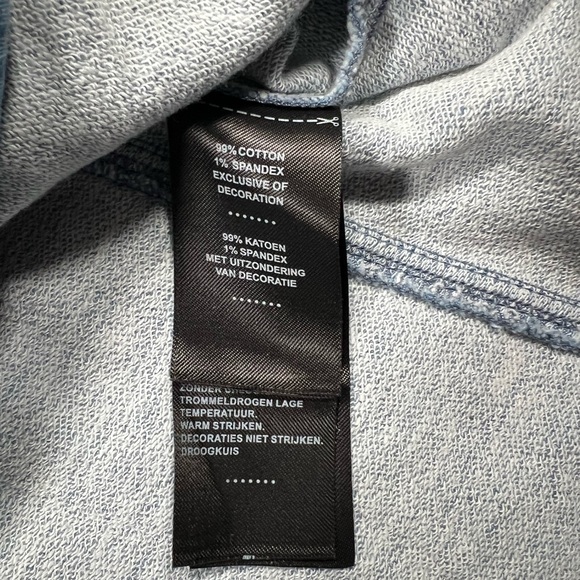 99% COTTON
1% SPANDEX
EXCLUSIVE OF
DECORATION
99% KATOEN
1% SPANDEX
MET UITZONDERING
VAN DECORATIE
ZONDER
TROMMELDROGEN LAGE
TEMPERATUUR.
WARM STRIJKEN.
DECORATIES NIET STRIJKEN.
DROOGKUIS